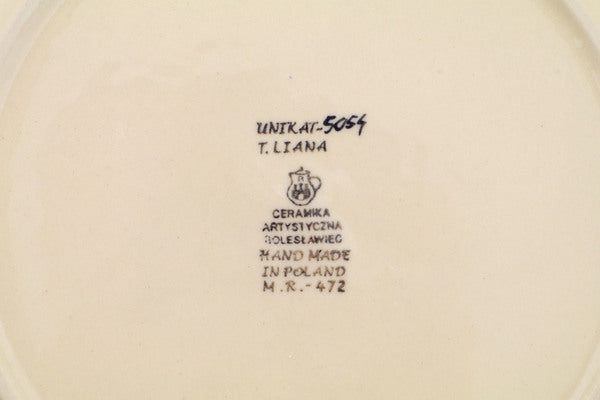 UNIKAT-5054
T. LIANA
CERAMIKA
ARTYSTYCZNA
BOLESŁAWIEC
HAND MADE
IN POLAND
M.R.-472